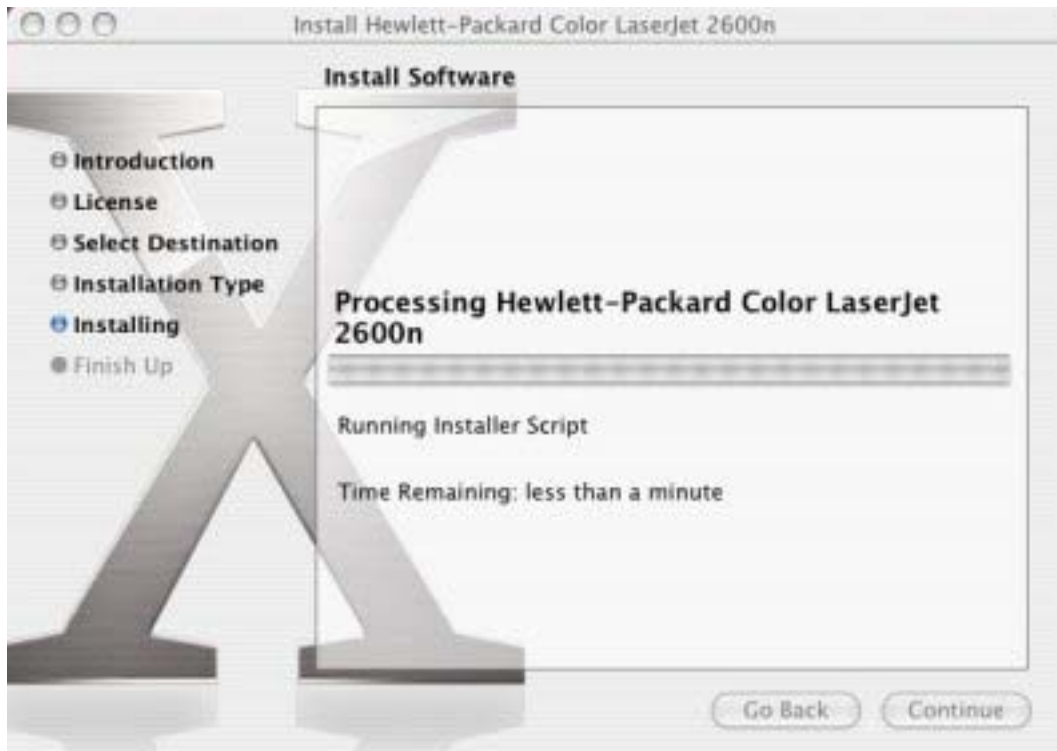 Install Hewlett-Packard Color LaserJet 2600n
Install Software
Introduction
License
Select Destination
Installation Type
Installing
Finish Up
Processing Hewlett-Packard Color LaserJet
2600n
Running Installer Script
Time Remaining: less than a minute
Go Back
Continue